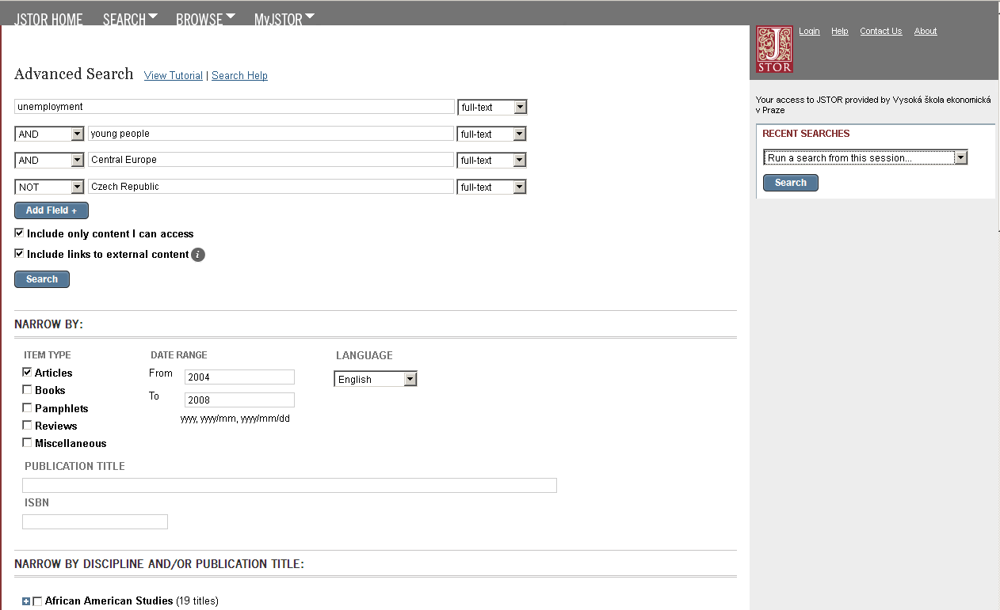 JSTOR HOME SEARCH BROWSE MyJSTOR
Login Help Contact Us About
JSTOR
Advanced Search View Tutorial | Search Help
unemployment full-text
AND young people full-text
AND Central Europe full-text
NOT Czech Republic full-text
Add Field +
Include only content I can access
Include links to external content i
Search
Your access to JSTOR provided by Vysoká škola ekonomická
v Praze
RECENT SEARCHES
Run a search from this session...
Search
NARROW BY:
ITEM TYPE DATE RANGE LANGUAGE
Articles From 2004 English
Books
To 2008
Pamphlets
yyyy, yyyy/mm, yyyy/mm/dd
Reviews
Miscellaneous
PUBLICATION TITLE
ISBN
NARROW BY DISCIPLINE AND/OR PUBLICATION TITLE:
African American Studies (19 titles)